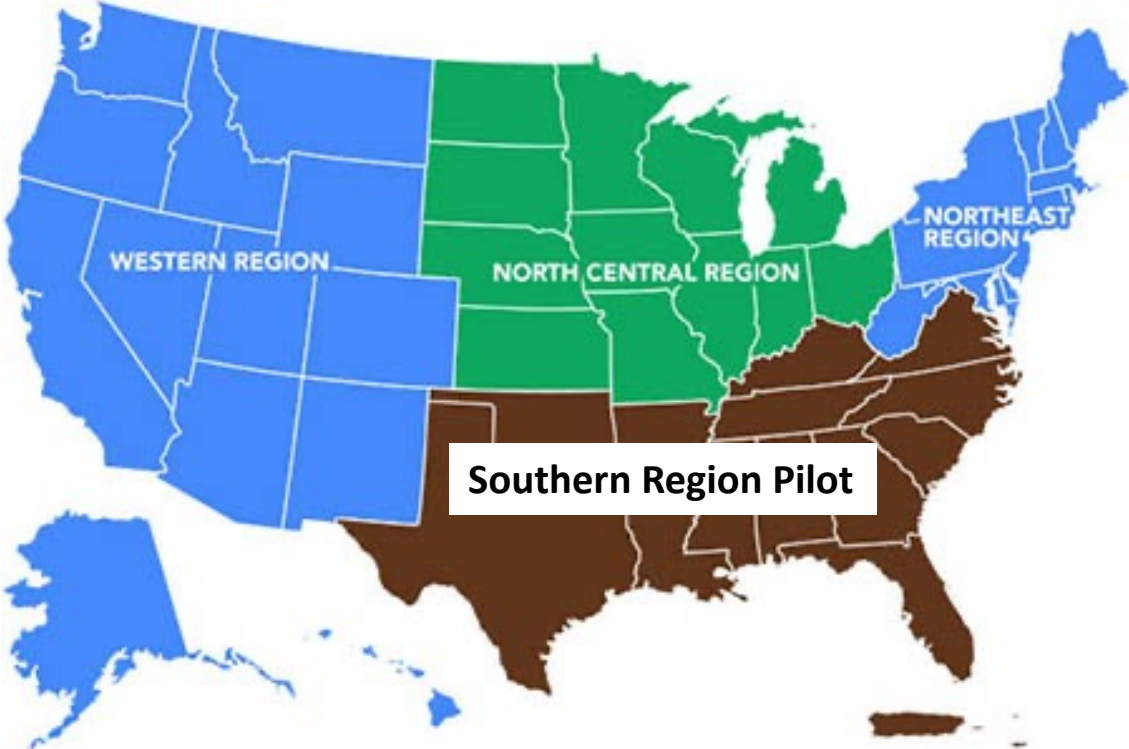 WESTERN REGION
NORTH CENTRAL REGION
NORTHEAST
REGION
Southern Region Pilot